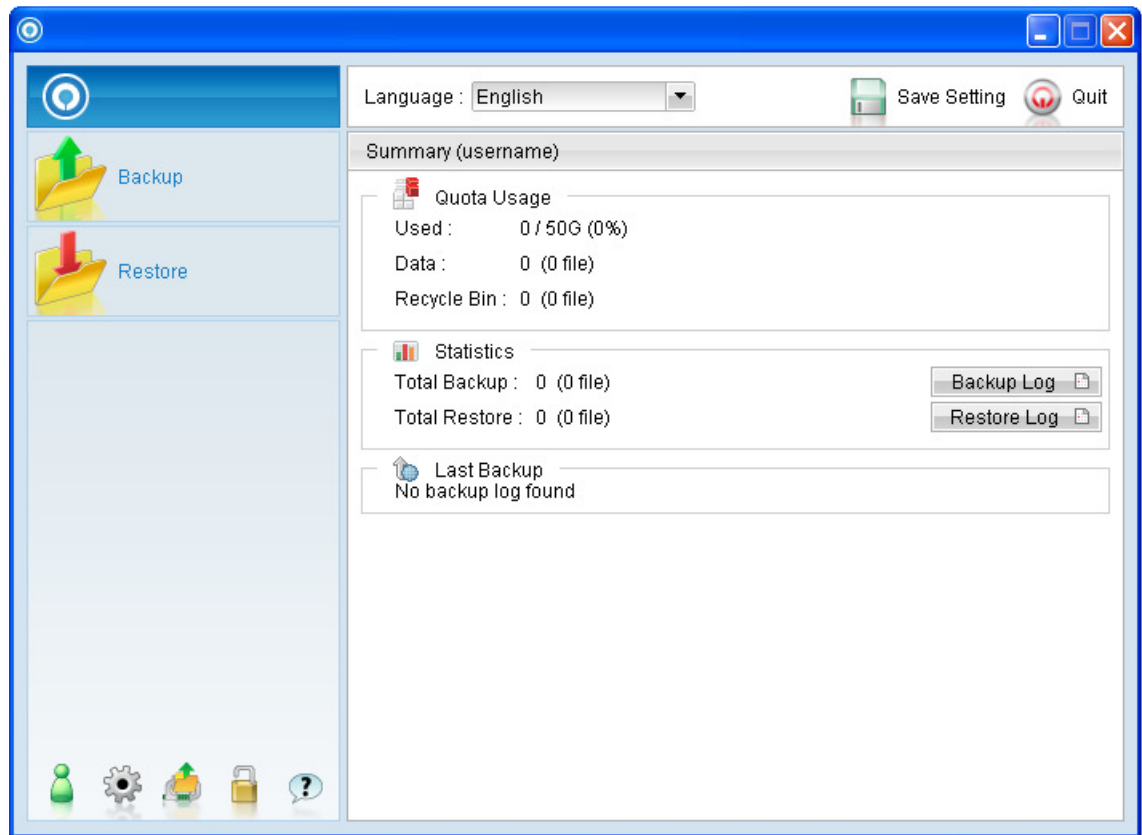 Language : English Save Setting Quit
Backup
Restore
Summary (username)
Quota Usage
Used : 0 / 50G (0%)
Data : 0 (0 file)
Recycle Bin : 0 (0 file)
Statistics
Total Backup : 0 (0 file) Backup Log
Total Restore : 0 (0 file) Restore Log
Last Backup
No backup log found
?